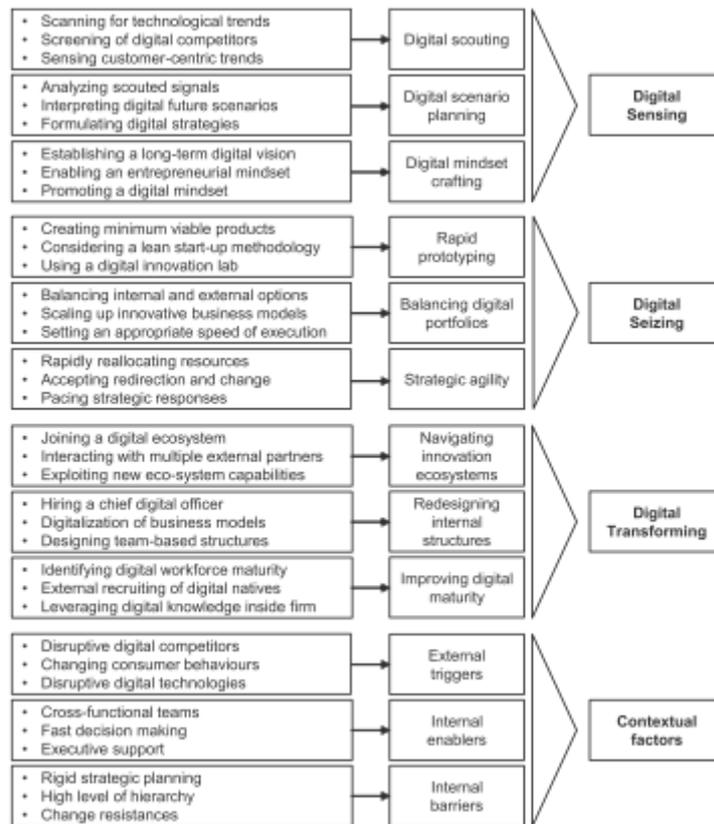 • Scanning for technological trends
• Screening of digital competitors
• Sensing customer-centric trends
Digital scouting
• Analyzing scouted signals
• Interpreting digital future scenarios
• Formulating digital strategies
Digital scenario
planning
• Establishing a long-term digital vision
• Enabling an entrepreneurial mindset
• Promoting a digital mindset
Digital mindset
crafting
Digital
Sensing
• Creating minimum viable products
• Considering a lean start-up methodology
• Using a digital innovation lab
Rapid
prototyping
• Balancing internal and external options
• Scaling up innovative business models
• Setting an appropriate speed of execution
Balancing digital
portfolios
• Rapidly reallocating resources
• Accepting redirection and change
• Pacing strategic responses
Strategic agility
Digital
Seizing
• Joining a digital ecosystem
• Interacting with multiple external partners
• Exploiting new eco-system capabilities
Navigating
innovation
ecosystems
• Hiring a chief digital officer
• Digitalization of business models
• Designing team-based structures
Redesigning
internal
structures
• Identifying digital workforce maturity
• External recruiting of digital natives
• Leveraging digital knowledge inside firm
Improving digital
maturity
Digital
Transforming
• Disruptive digital competitors
• Changing consumer behaviours
• Disruptive digital technologies
External
triggers
• Cross-functional teams
• Fast decision making
• Executive support
Internal
enablers
• Rigid strategic planning
• High level of hierarchy
• Change resistances
Internal
barriers
Contextual
factors